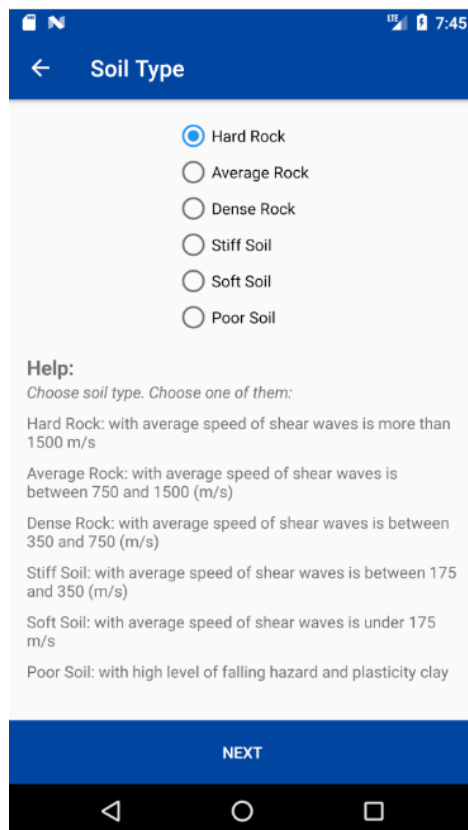 LTE 7:45
Soil Type
Hard Rock
Average Rock
Dense Rock
Stiff Soil
Soft Soil
Poor Soil
Help:
Choose soil type. Choose one of them:
Hard Rock: with average speed of shear waves is more than
1500 m/s
Average Rock: with average speed of shear waves is
between 750 and 1500 (m/s)
Dense Rock: with average speed of shear waves is between
350 and 750 (m/s)
Stiff Soil: with average speed of shear waves is between 175
and 350 (m/s)
Soft Soil: with average speed of shear waves is under 175
m/s
Poor Soil: with high level of falling hazard and plasticity clay
NEXT